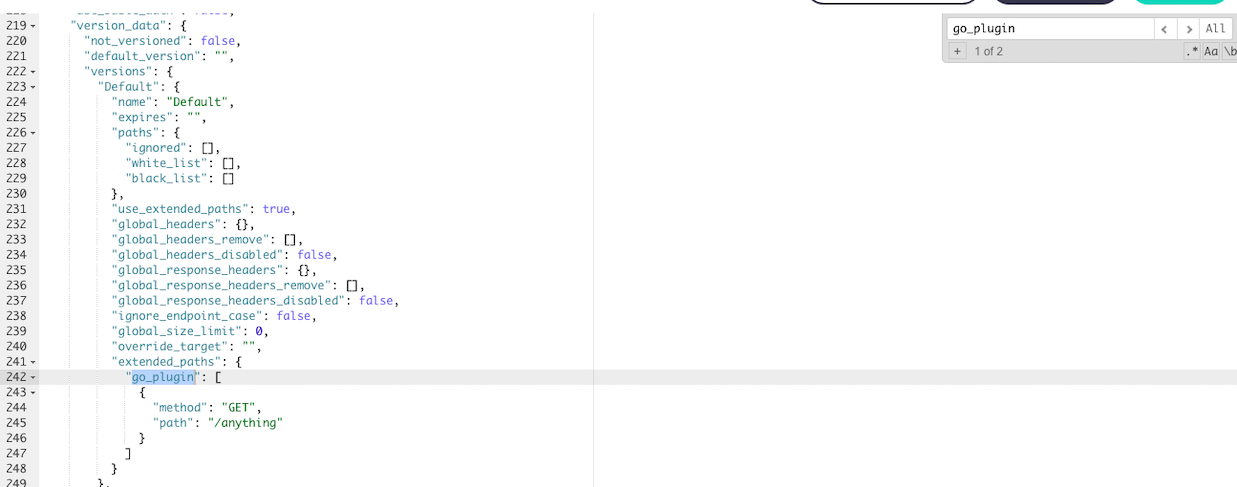 219 "version_data": {
220 "not_versioned": false,
221 "default_version": "",
222 "versions": {
223 "Default": {
224 "name": "Default",
225 "expires": "",
226 "paths": {
227 "ignored": [],
228 "white_list": [],
229 "black_list": []
230 },
231 "use_extended_paths": true,
232 "global_headers": {},
233 "global_headers_remove": [],
234 "global_headers_disabled": false,
235 "global_response_headers": {},
236 "global_response_headers_remove": [],
237 "global_response_headers_disabled": false,
238 "ignore_endpoint_case": false,
239 "global_size_limit": 0,
240 "override_target": "",
241 "extended_paths": {
242 "go_plugin": [
243 {
244 "method": "GET",
245 "path": "/anything"
246 }
247 ]
248 }
249 },
go_plugin
All
+ 1 of 2
.* Aa \b